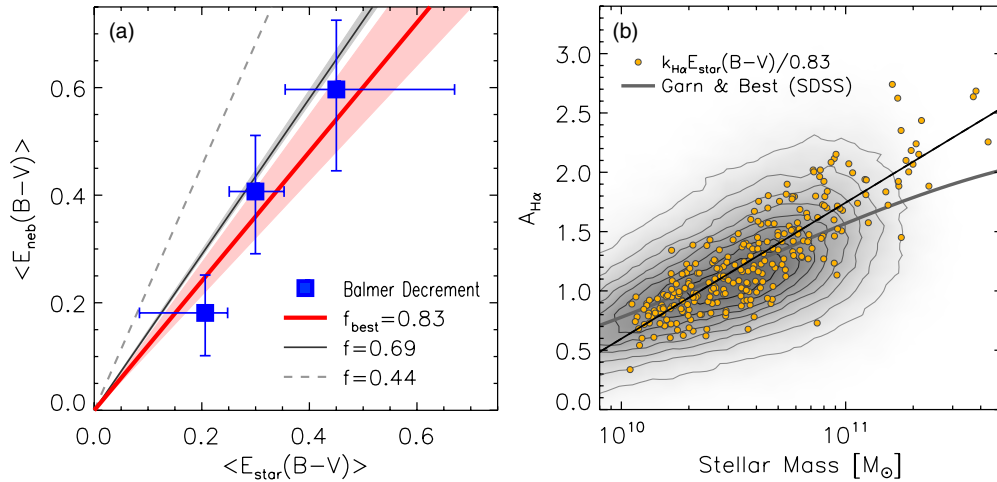 (a)
0.6
0.4
0.2
0.0
<E_neb(B−V)>
Balmer Decrement
f_best=0.83
f=0.69
f=0.44
0.0 0.2 0.4 0.6
<E_star(B−V)>
(b)
3.0
2.5
2.0
1.5
1.0
0.5
0.0
A_Hα
k_Hα E_star(B−V)/0.83
Garn & Best (SDSS)
10^10 10^11
Stellar Mass [M_⊙]